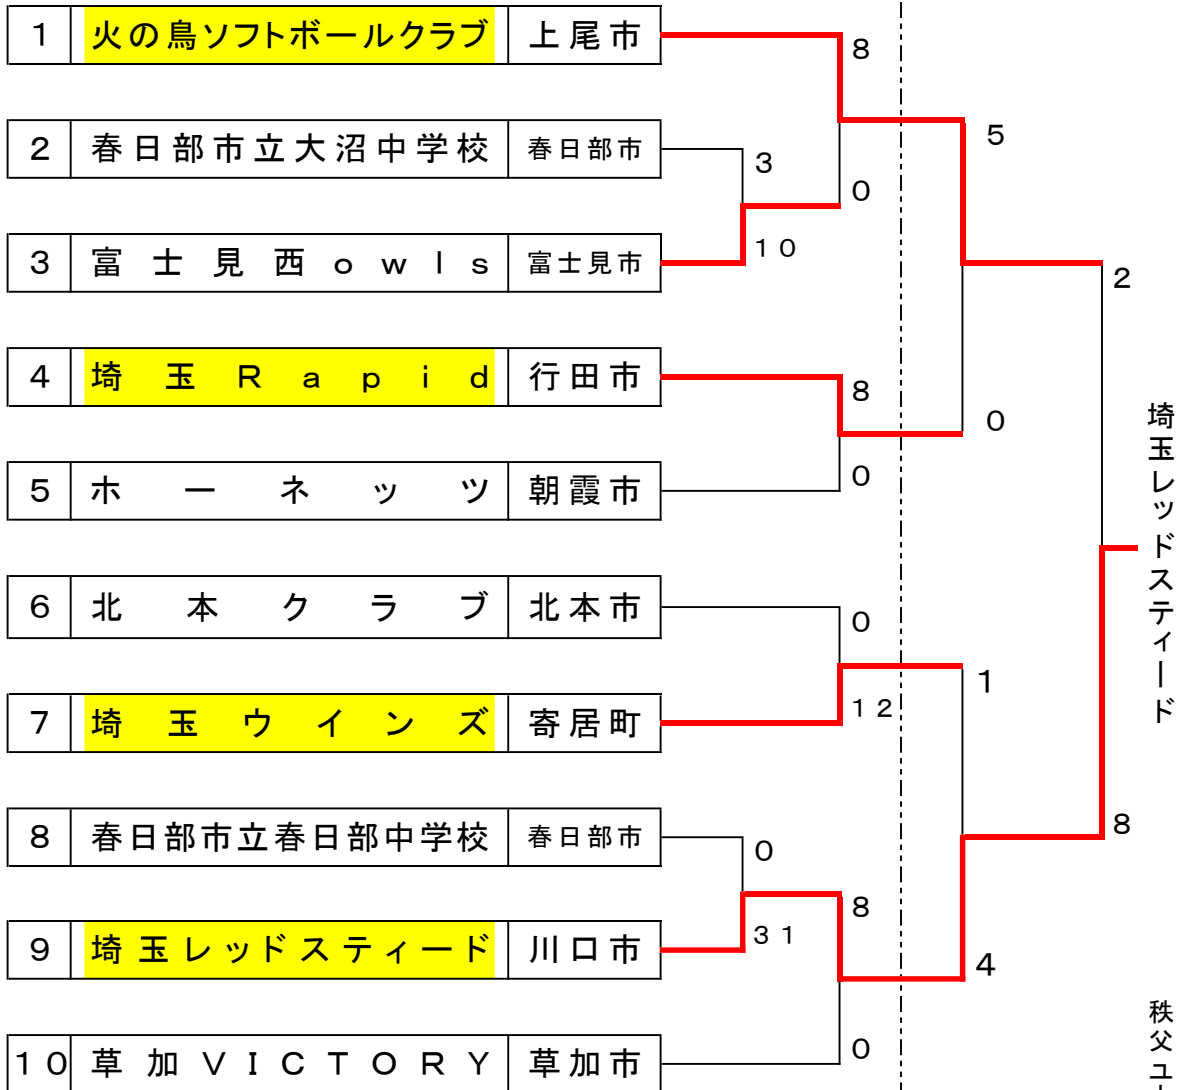 1 火の鳥ソフトボールクラブ 上尾市
8
5
2 春日部市立大沼中学校 春日部市
3
0
3 富士見西owls 富士見市
10
2
4 埼玉Rapid 行田市
8
0
5 ホーネッツ 朝霞市
0
埼玉レッドスティード
6 北本クラブ 北本市
0
1
7 埼玉ウインズ 寄居町
12
8 春日部市立春日部中学校 春日部市
0
8
8
9 埼玉レッドスティード 川口市
31
4
10 草加VICTORY 草加市
0
秩父ユ